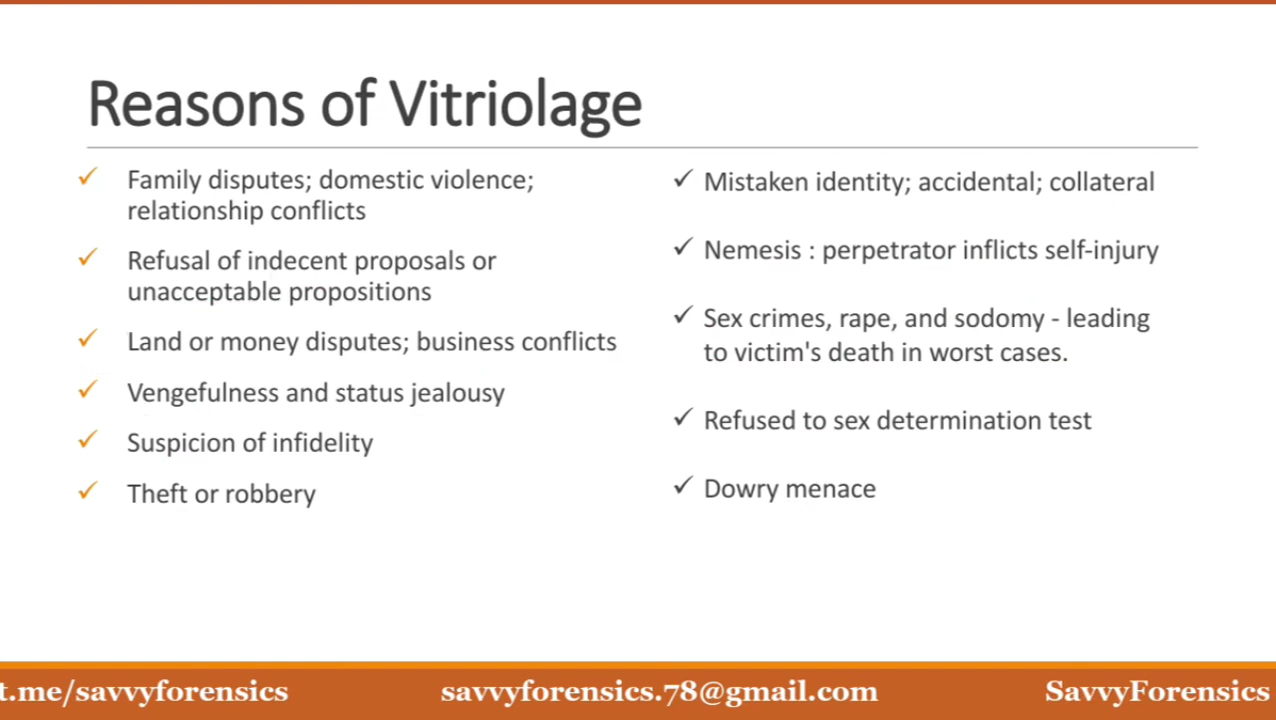 Reasons of Vitriolage
Family disputes; domestic violence;
relationship conflicts
Refusal of indecent proposals or
unacceptable propositions
Land or money disputes; business conflicts
Vengefulness and status jealousy
Suspicion of infidelity
Theft or robbery
Mistaken identity; accidental; collateral
Nemesis : perpetrator inflicts self-injury
Sex crimes, rape, and sodomy - leading
to victim's death in worst cases.
Refused to sex determination test
Dowry menace
t.me/savvyforensics
savvyforensics.78@gmail.com
SavvyForensics